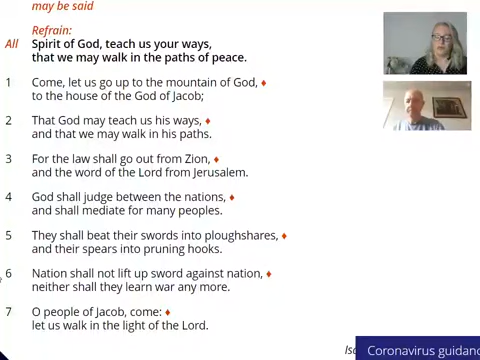 may be said
Refrain:
All Spirit of God, teach us your ways,
that we may walk in the paths of peace.
1 Come, let us go up to the mountain of God, ♦
to the house of the God of Jacob;
2 That God may teach us his ways, ♦
and that we may walk in his paths.
3 For the law shall go out from Zion, ♦
and the word of the Lord from Jerusalem.
4 God shall judge between the nations, ♦
and shall mediate for many peoples.
5 They shall beat their swords into ploughshares, ♦
and their spears into pruning hooks.
6 Nation shall not lift up sword against nation, ♦
neither shall they learn war any more.
7 O people of Jacob, come: ♦
let us walk in the light of the Lord.
Coronavirus guidanc